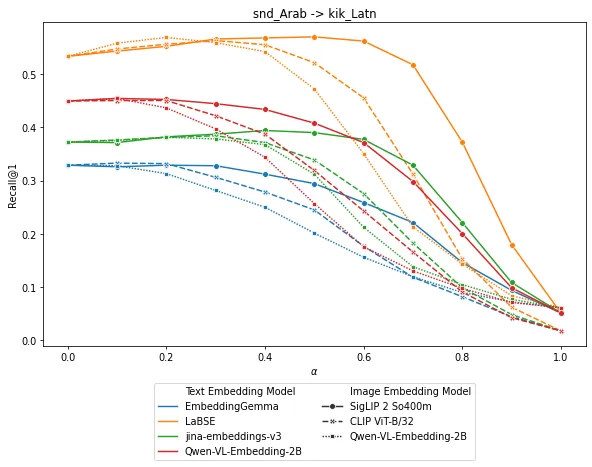 snd_Arab -> kik_Latn
Recall@1
0.5
0.4
0.3
0.2
0.1
0.0
0.0 0.2 0.4 0.6 0.8 1.0
α
Text Embedding Model Image Embedding Model
EmbeddingGemma SigLIP 2 So400m
LaBSE CLIP ViT-B/32
jina-embeddings-v3 Qwen-VL-Embedding-2B
Qwen-VL-Embedding-2B